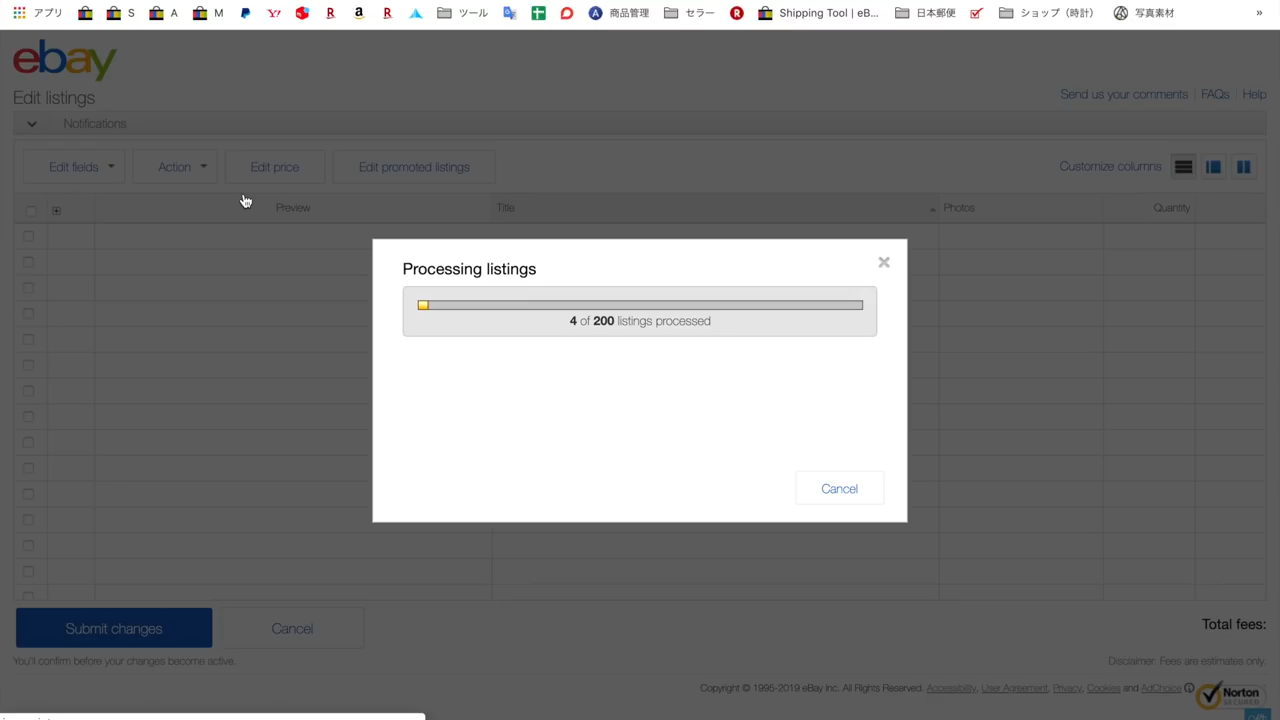 アプリ S A M ツール 商品管理 セラー Shipping Tool | eB... 日本郵便 ショップ（時計） 写真素材 »
ebay
Edit listings
Send us your comments | FAQs | Help
Notifications
Edit fields Action Edit price Edit promoted listings Customize columns
Preview Title Photos Quantity
Processing listings
4 of 200 listings processed
Cancel
Submit changes Cancel Total fees:
You'll confirm before your changes become active. Disclaimer: Fees are estimates only.
Copyright © 1995-2019 eBay Inc. All Rights Reserved. Accessibility, User Agreement, Privacy, Cookies and AdChoice
Norton
SECURED